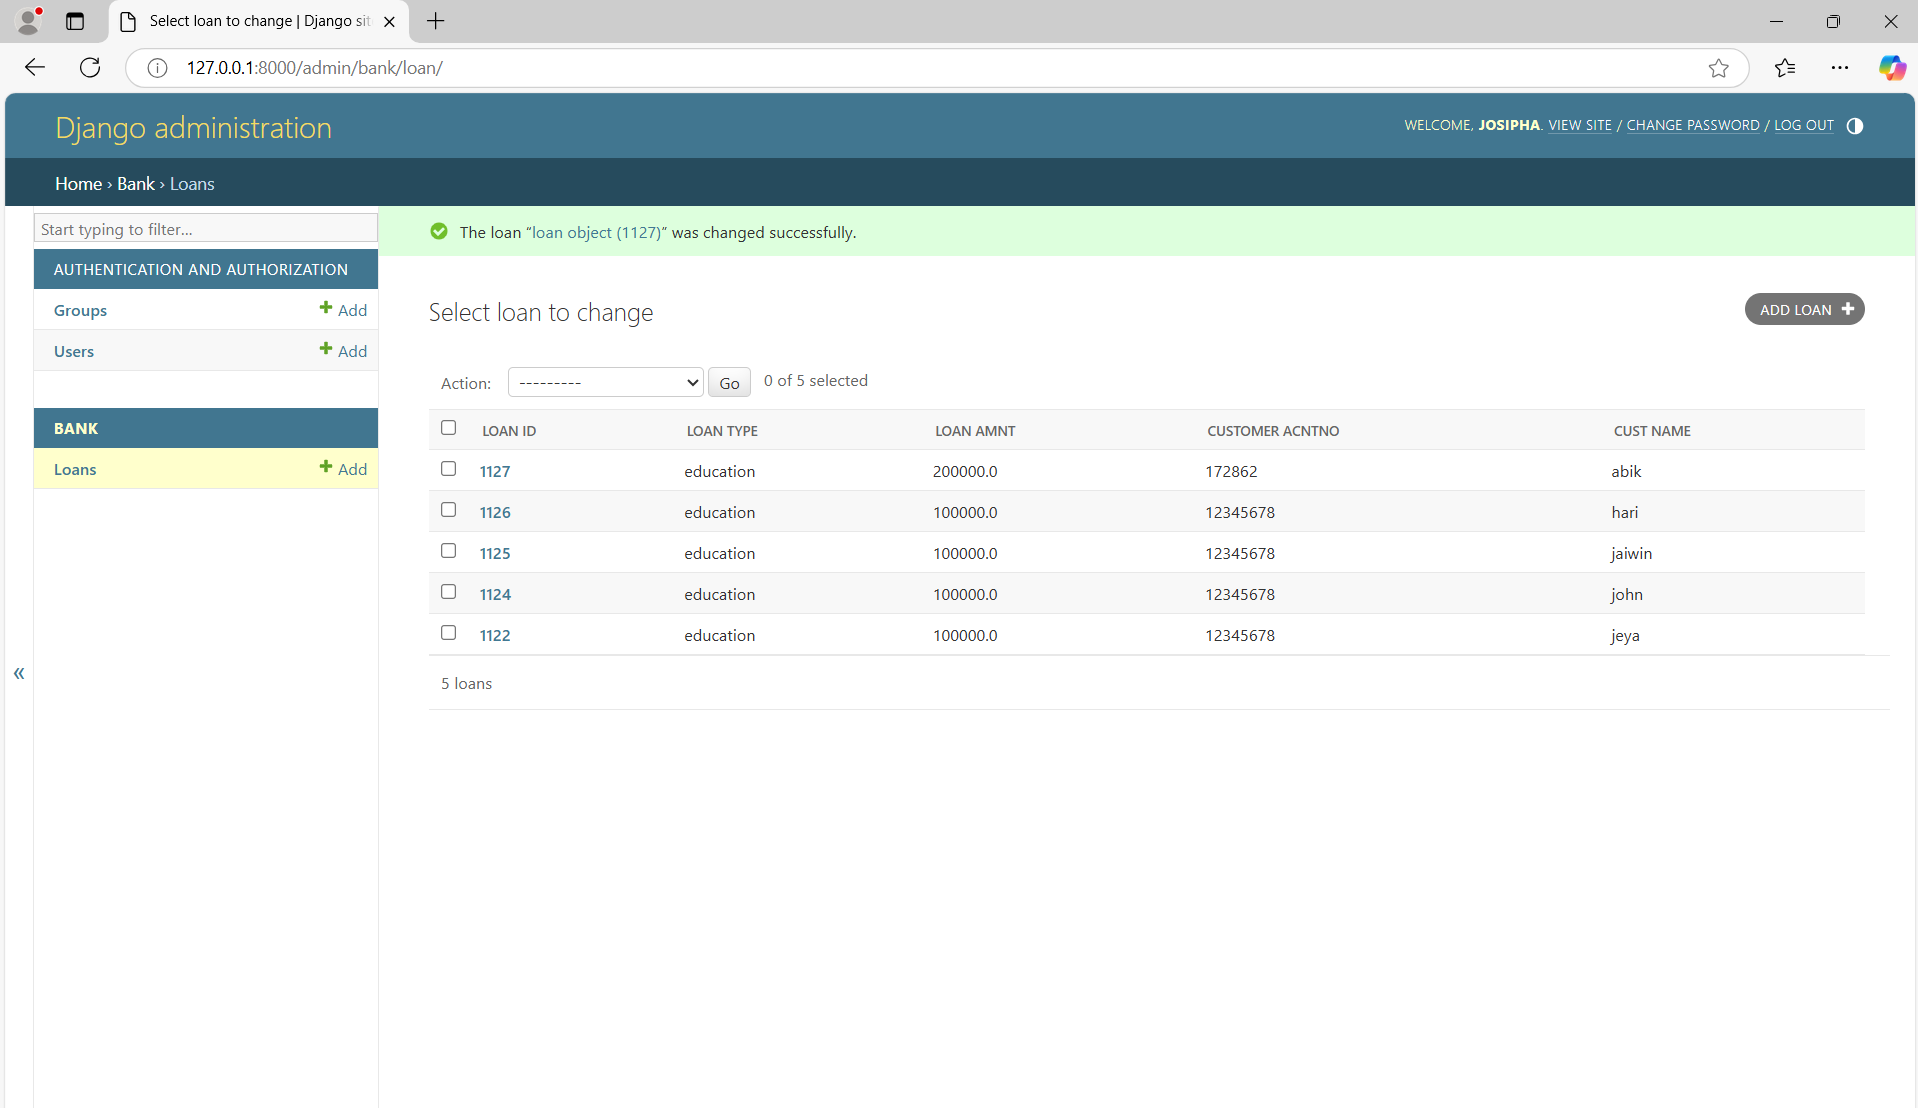 Select loan to change | Django sit
127.0.0.1:8000/admin/bank/loan/
Django administration
WELCOME, JOSIPHA. VIEW SITE / CHANGE PASSWORD / LOG OUT
Home › Bank › Loans
Start typing to filter...
AUTHENTICATION AND AUTHORIZATION
Groups + Add
Users + Add
BANK
Loans + Add
«
The loan “loan object (1127)” was changed successfully.
Select loan to change
ADD LOAN +
Action: --------- Go 0 of 5 selected
LOAN ID LOAN TYPE LOAN AMNT CUSTOMER ACNTNO CUST NAME
1127 education 200000.0 172862 abik
1126 education 100000.0 12345678 hari
1125 education 100000.0 12345678 jaiwin
1124 education 100000.0 12345678 john
1122 education 100000.0 12345678 jeya
5 loans